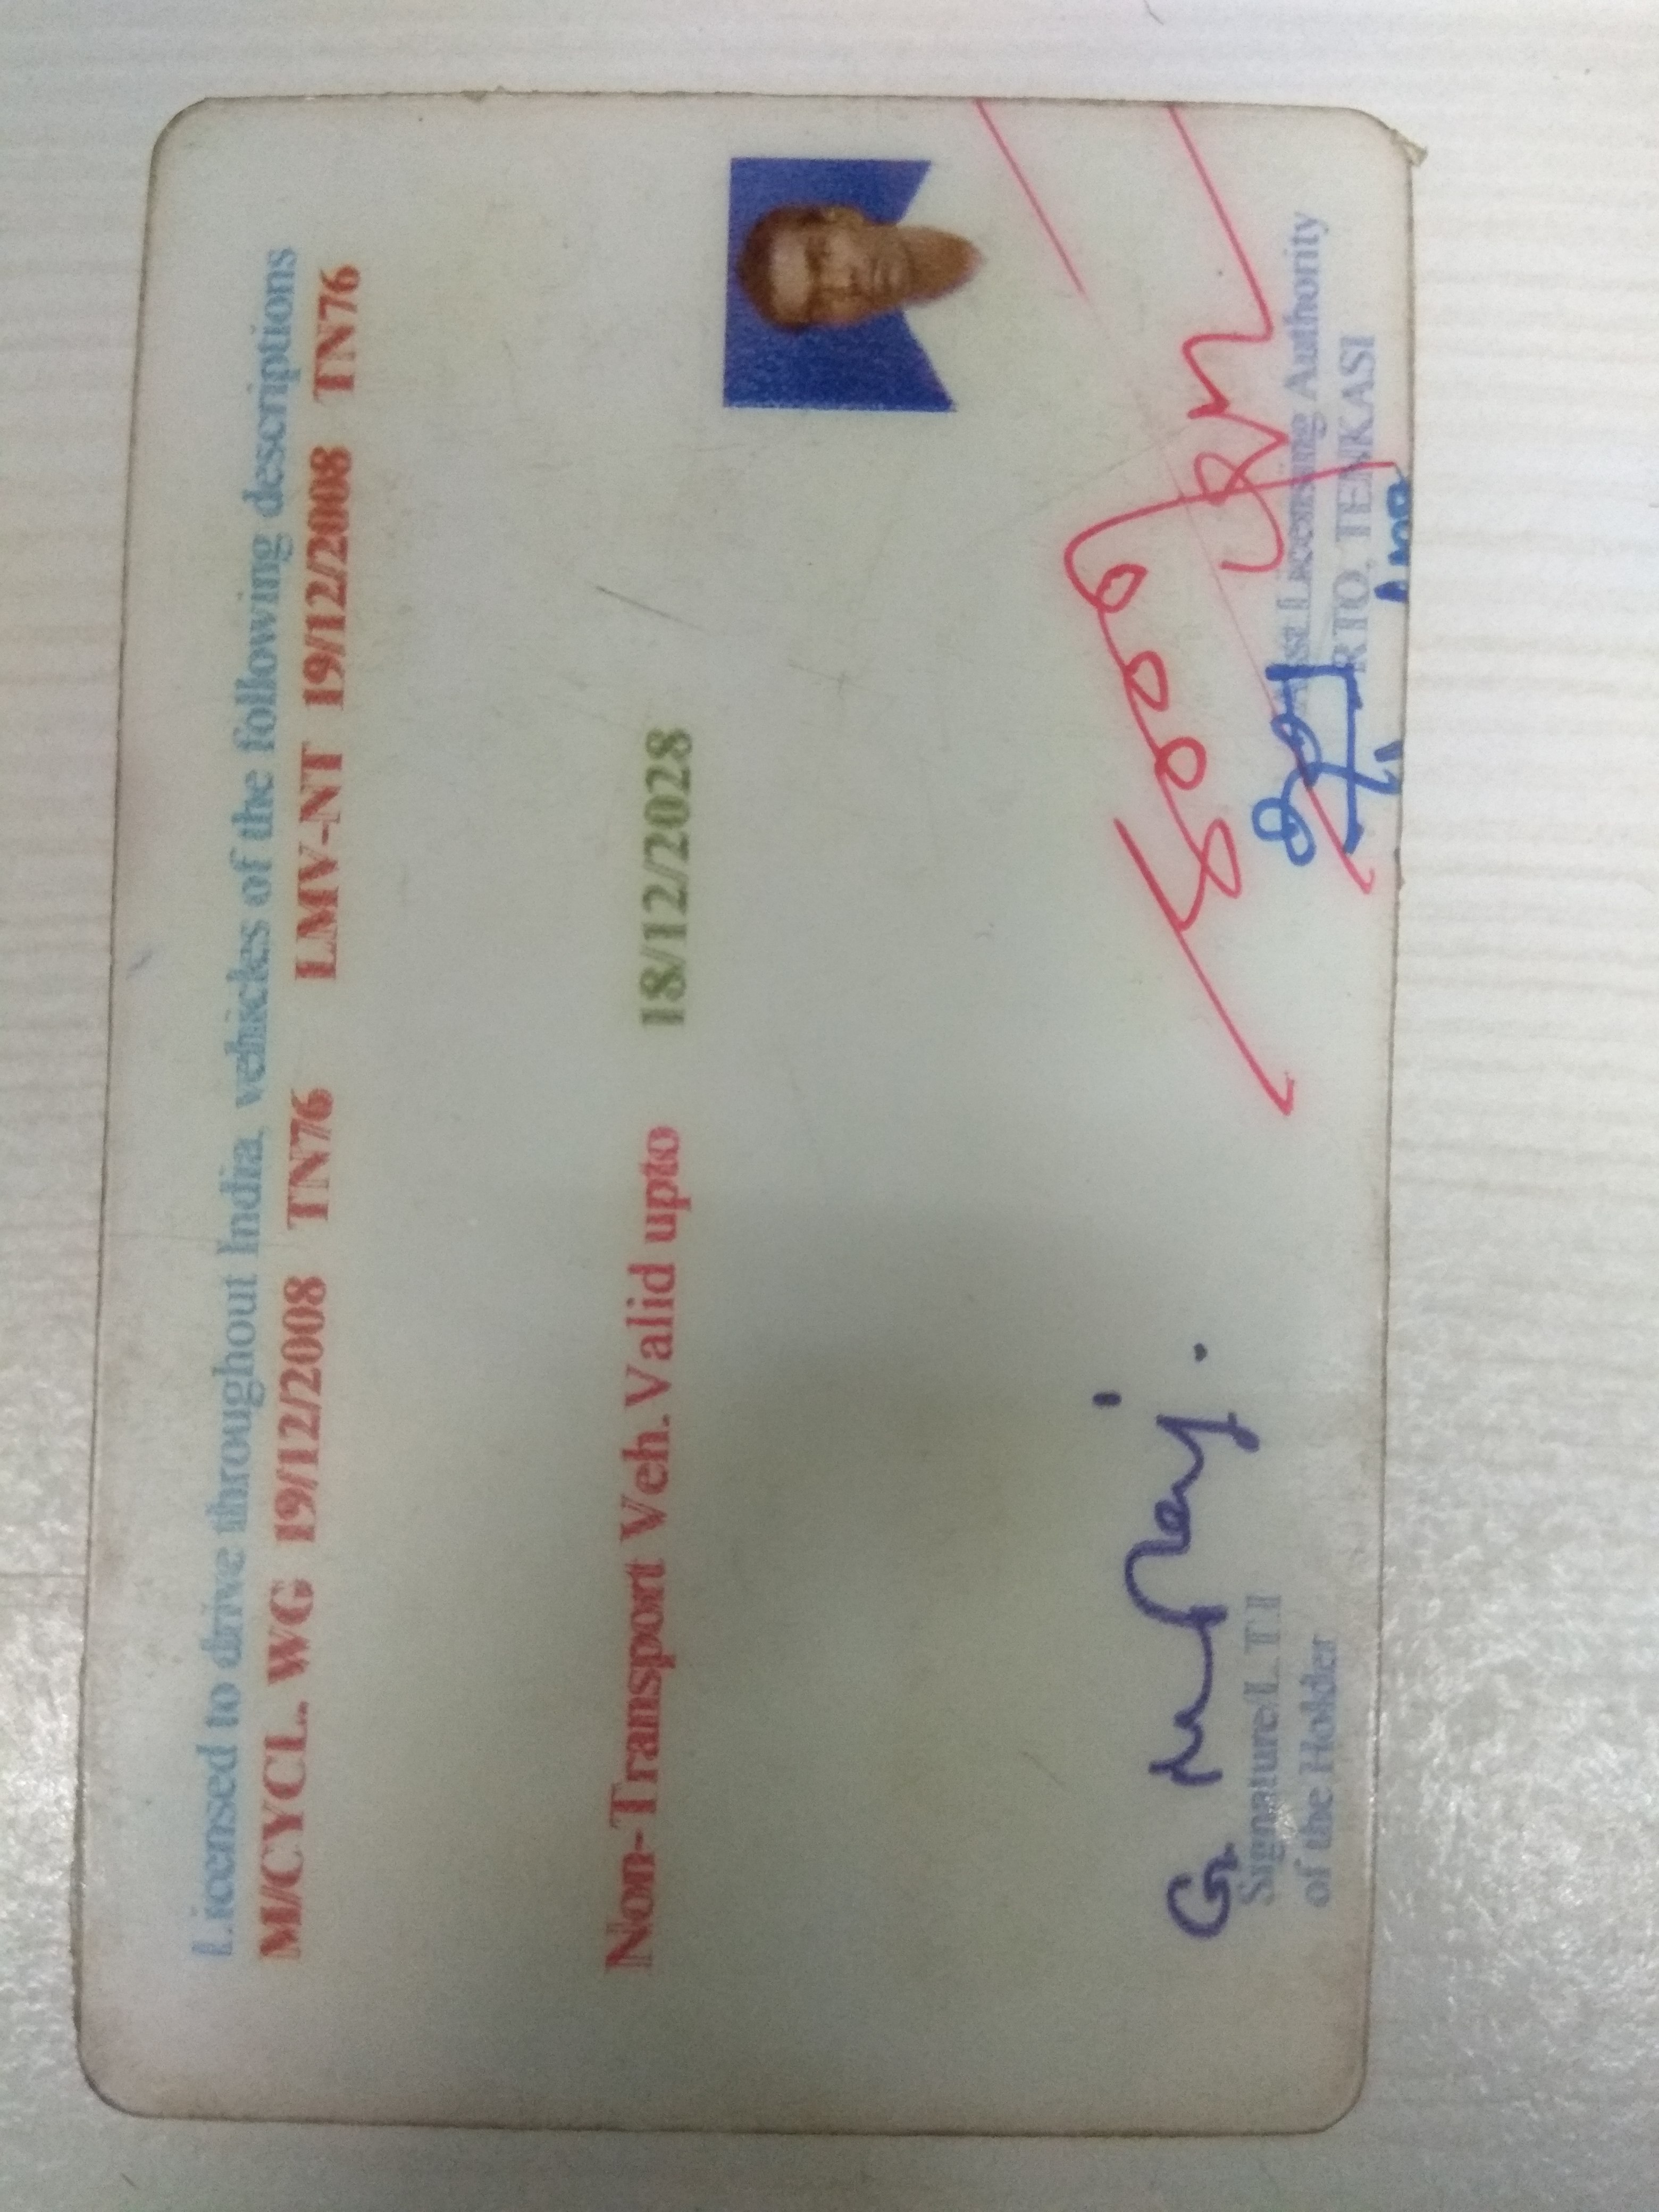 Licensed to drive throughout India, vehicles of the following descriptions
M/CYCL. WG 19/12/2008 TN76 LMV-NT 19/12/2008 TN76
Non-Transport Veh. Valid upto 18/12/2028
Signature/L.T.I
of the Holder
Licensing Authority
RTO, TENKASI